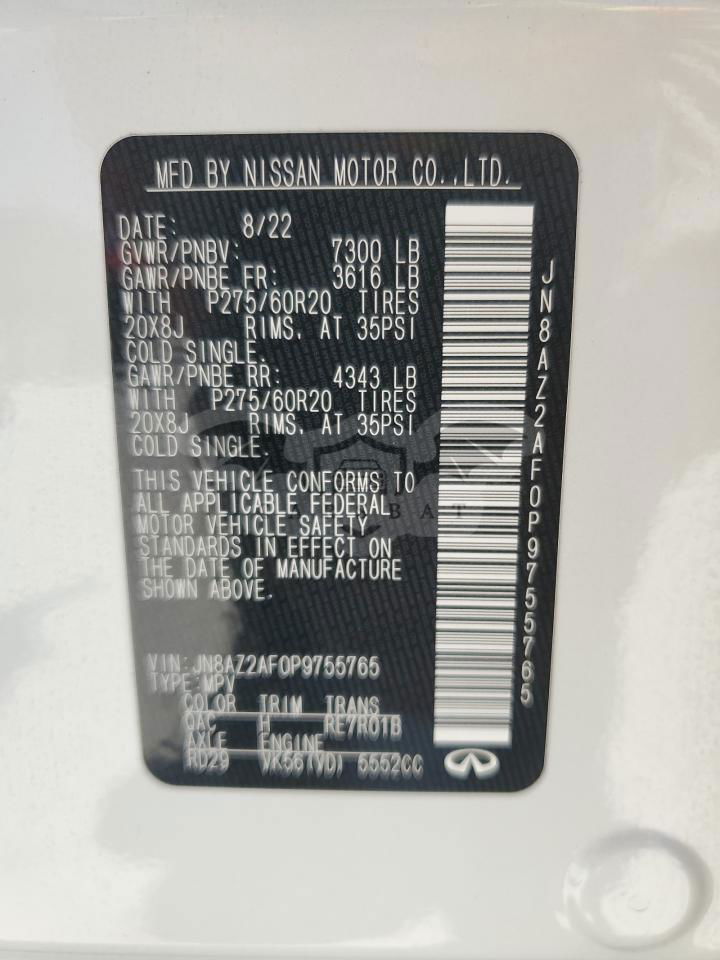 MFD BY NISSAN MOTOR CO.,LTD.
DATE: 8/22
GVWR/PNBV: 7300 LB
GAWR/PNBE FR: 3616 LB
WITH P275/60R20 TIRES
20X8J RIMS, AT 35PSI
COLD SINGLE.
GAWR/PNBE RR: 4343 LB
WITH P275/60R20 TIRES
20X8J RIMS, AT 35PSI
COLD SINGLE.
THIS VEHICLE CONFORMS TO
ALL APPLICABLE FEDERAL
MOTOR VEHICLE SAFETY
STANDARDS IN EFFECT ON
THE DATE OF MANUFACTURE
SHOWN ABOVE.
VIN:JN8AZ2AF0P9755765
TYPE:MPV
COLOR TRIM TRANS
QAC H RE7R01B
AXLE ENGINE
RD29 VK56(VD) 5552CC
JN8AZ2AF0P9755765